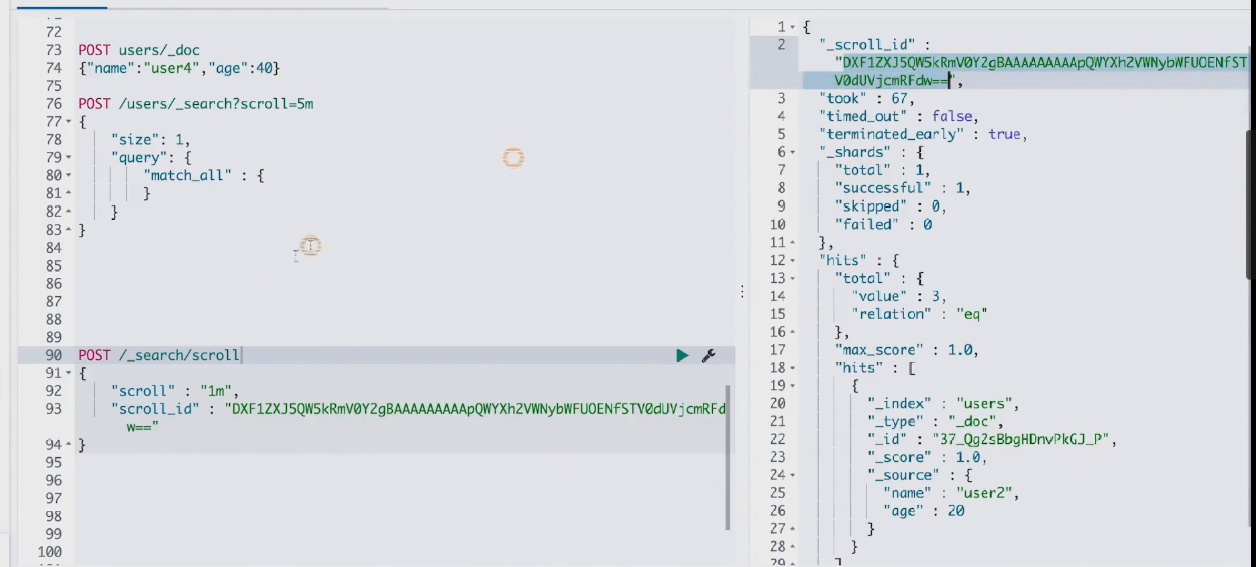 72
73 POST users/_doc
74 {"name":"user4","age":40}
75
76 POST /users/_search?scroll=5m
77 {
78 "size": 1,
79 "query": {
80 "match_all" : {
81 }
82 }
83 }
84
85
86
87
88
89
90 POST /_search/scroll
91 {
92 "scroll" : "1m",
93 "scroll_id" : "DXF1ZXJ5QW5kRmV0Y2gBAAAAAAAAApQWYXh2VWNybWFUOENfSTV0dUVjcmRFd
w=="
94 }
95
96
97
98
99
100
1 {
2 "_scroll_id" :
"DXF1ZXJ5QW5kRmV0Y2gBAAAAAAAAApQWYXh2VWNybWFUOENfST
V0dUVjcmRFdw==",
3 "took" : 67,
4 "timed_out" : false,
5 "terminated_early" : true,
6 "_shards" : {
7 "total" : 1,
8 "successful" : 1,
9 "skipped" : 0,
10 "failed" : 0
11 },
12 "hits" : {
13 "total" : {
14 "value" : 3,
15 "relation" : "eq"
16 },
17 "max_score" : 1.0,
18 "hits" : [
19 {
20 "_index" : "users",
21 "_type" : "_doc",
22 "_id" : "37_Qg2sBbgHDnvPkGJ_P",
23 "_score" : 1.0,
24 "_source" : {
25 "name" : "user2",
26 "age" : 20
27 }
28 }
29 ]